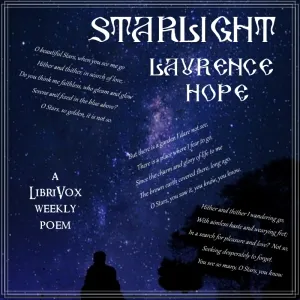 STARLIGHT
LAURENCE
HOPE
O beautiful Stars, when you see me go
Hither and thither, in search of love,
Do you think me faithless, who gleam and glow
Serene and fixed in the blue above?
O Stars, so golden, it is not so.
But there is a garden I dare not see,
There is a place where I fear to go,
Since the charm and glory of life to me
The brown earth covered there, long ago.
O Stars, you saw it, you know, you know.
A
LIBRIVOX
WEEKLY
POEM
Hither and thither I wandering go,
With aimless haste and wearying fret;
In a search for pleasure and love? Not so,
Seeking desperately to forget.
You see so many, O Stars, you know.